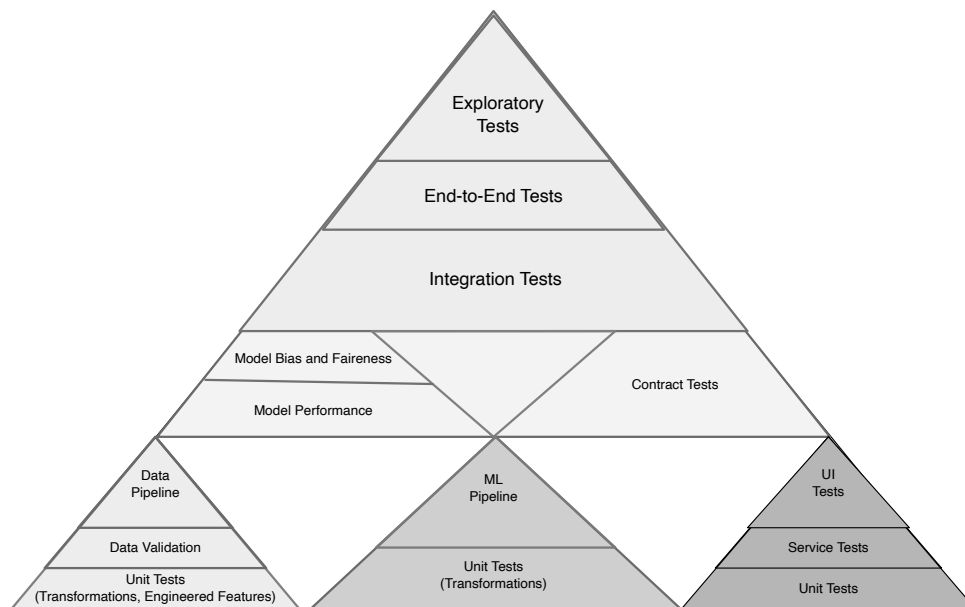 Exploratory
Tests
End-to-End Tests
Integration Tests
Model Bias and Faireness
Model Performance
Contract Tests
Data
Pipeline
Data Validation
Unit Tests
(Transformations, Engineered Features)
ML
Pipeline
Unit Tests
(Transformations)
UI
Tests
Service Tests
Unit Tests